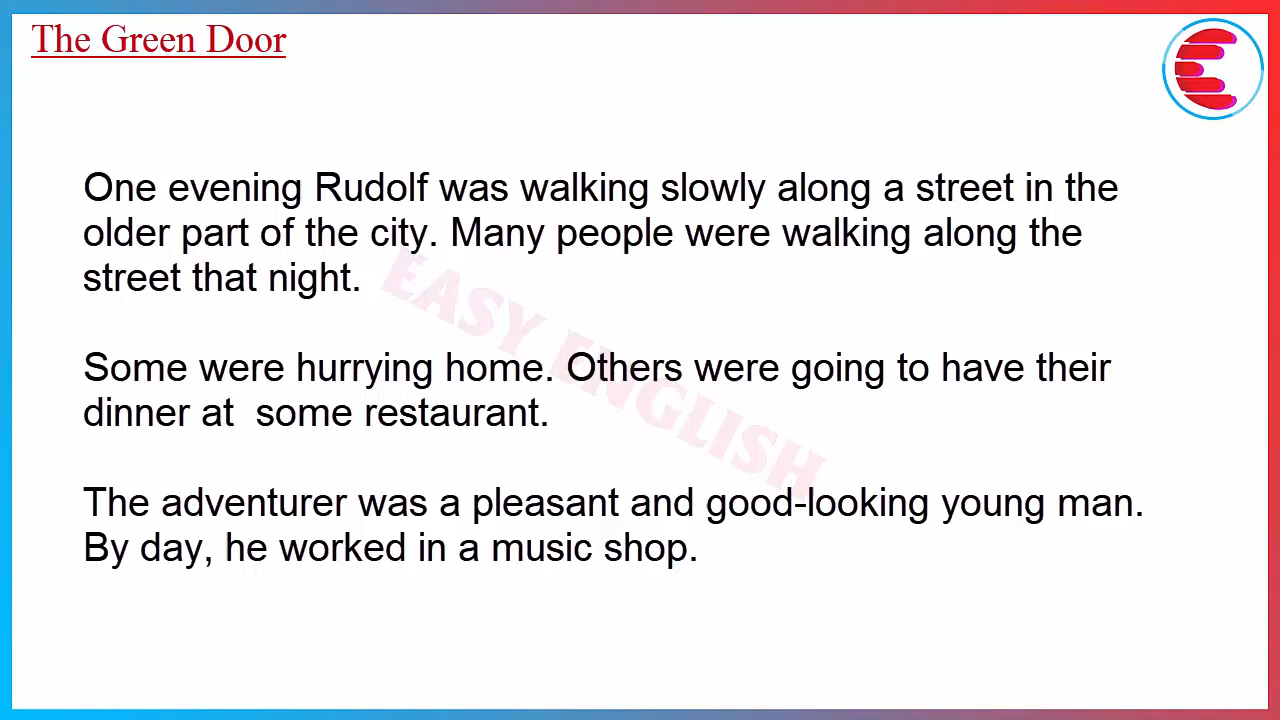 The Green Door
One evening Rudolf was walking slowly along a street in the
older part of the city. Many people were walking along the
street that night.
Some were hurrying home. Others were going to have their
dinner at  some restaurant.
The adventurer was a pleasant and good-looking young man.
By day, he worked in a music shop.
EASY ENGLISH